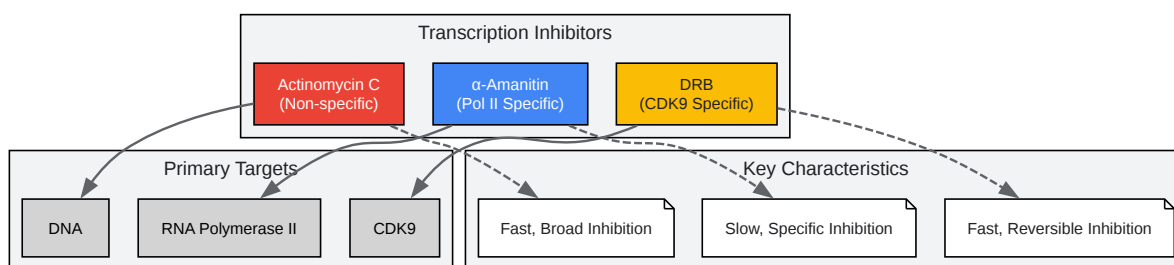 Transcription Inhibitors
Actinomycin C
(Non-specific)
α-Amanitin
(Pol II Specific)
DRB
(CDK9 Specific)
Primary Targets
DNA
RNA Polymerase II
CDK9
Key Characteristics
Fast, Broad Inhibition
Slow, Specific Inhibition
Fast, Reversible Inhibition